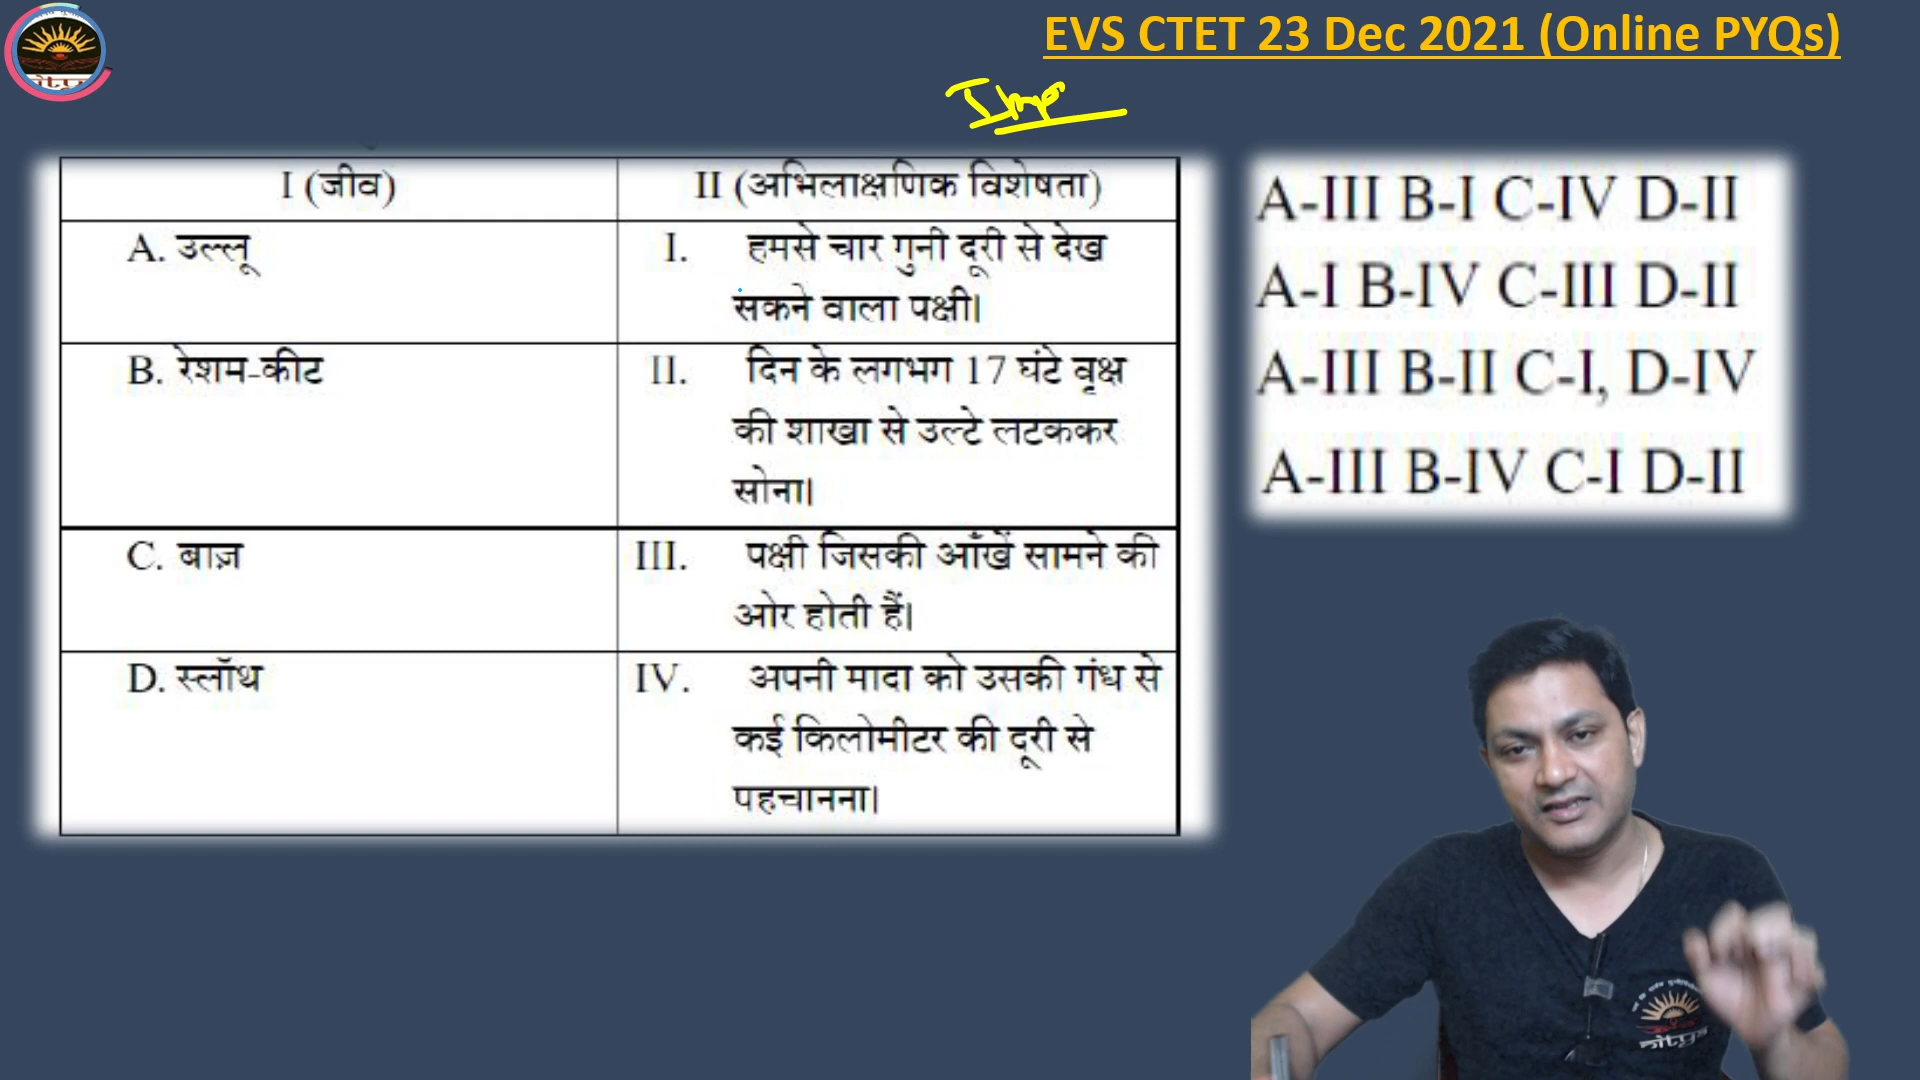 EVS CTET 23 Dec 2021 (Online PYQs)
Imp
I (जीव)
II (अभिलाक्षणिक विशेषता)
A. उल्लू
I. हमसे चार गुनी दूरी से देख
सकने वाला पक्षी।
B. रेशम-कीट
II. दिन के लगभग 17 घंटे वृक्ष
की शाखा से उल्टे लटककर
सोना।
C. बाज़
III. पक्षी जिसकी आँखें सामने की
ओर होती हैं।
D. स्लॉथ
IV. अपनी मादा को उसकी गंध से
कई किलोमीटर की दूरी से
पहचानना।
A-III B-I C-IV D-II
A-I B-IV C-III D-II
A-III B-II C-I, D-IV
A-III B-IV C-I D-II